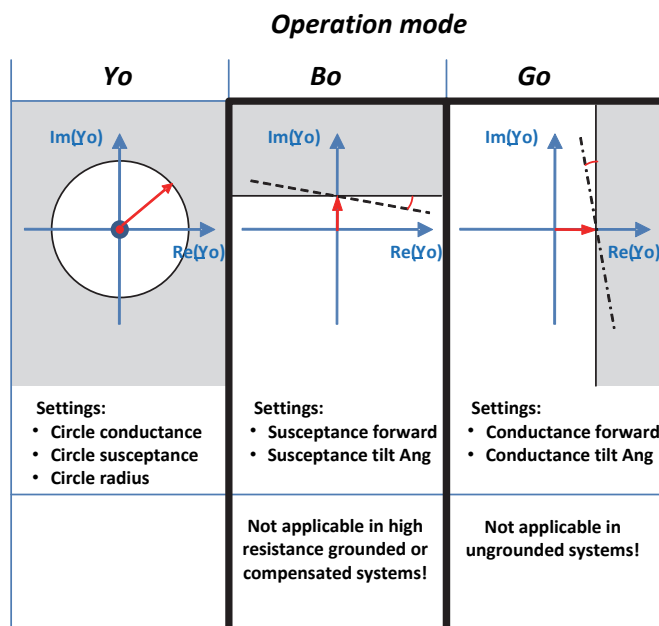 Operation mode
Yo
Bo
Go
Im(Yo)
Re(Yo)
Im(Yo)
Re(Yo)
Im(Yo)
Re(Yo)
Settings:
• Circle conductance
• Circle susceptance
• Circle radius
Settings:
• Susceptance forward
• Susceptance tilt Ang
Settings:
• Conductance forward
• Conductance tilt Ang
Not applicable in high
resistance grounded or
compensated systems!
Not applicable in
ungrounded systems!